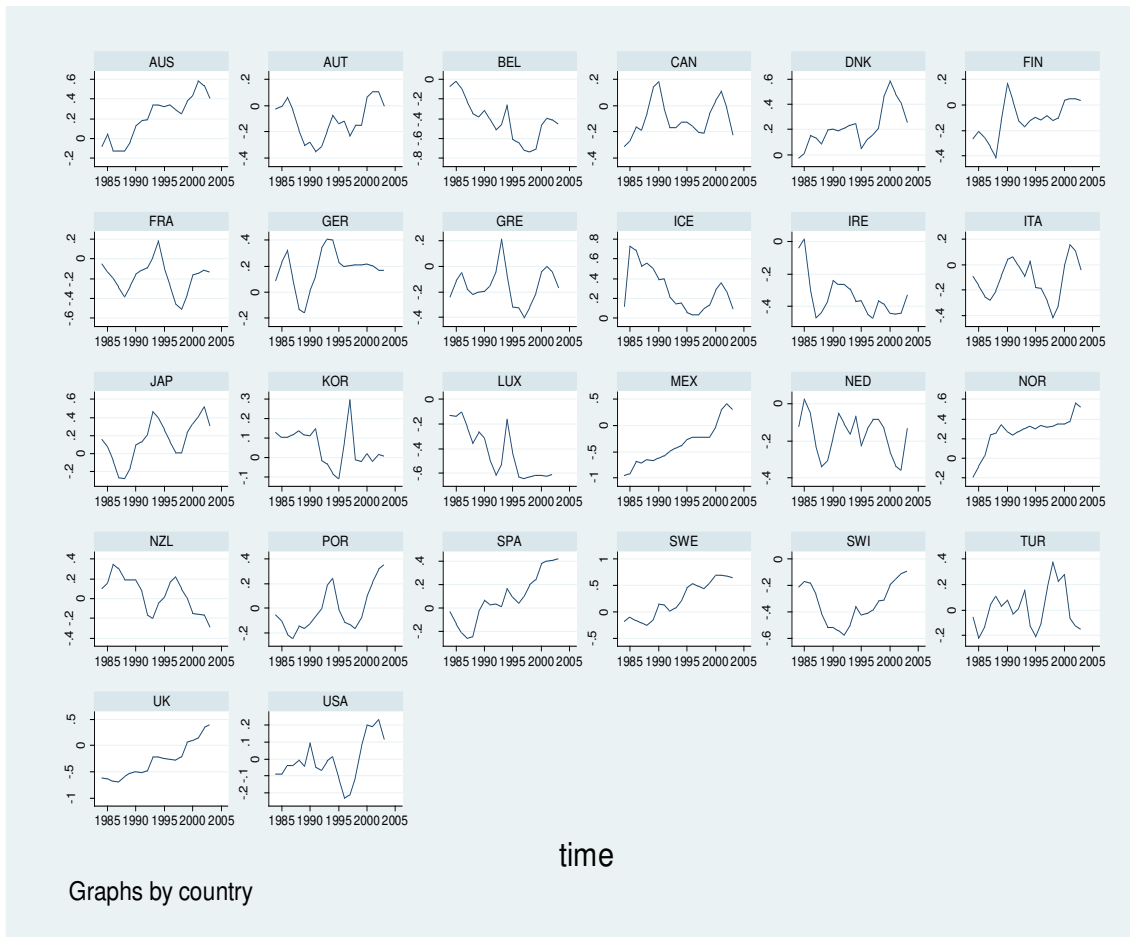 AUS AUT BEL CAN DNK FIN
-.2 0 .2 .4 .6
-.4 -.2 0 .2
-.8 -.6 -.4 -.2 0
-.4 -.2 0 .2
0 .2 .4 .6
-.4 -.2 0 .2
1985 1990 1995 2000 2005 1985 1990 1995 2000 2005 1985 1990 1995 2000 2005 1985 1990 1995 2000 2005 1985 1990 1995 2000 2005 1985 1990 1995 2000 2005
FRA GER GRE ICE IRE ITA
-.6 -.4 -.2 0 .2
-.2 0 .2 .4
-.4 -.2 0 .2
0 .2 .4 .6 .8
-.4 -.2 0
-.4 -.2 0 .2
1985 1990 1995 2000 2005 1985 1990 1995 2000 2005 1985 1990 1995 2000 2005 1985 1990 1995 2000 2005 1985 1990 1995 2000 2005 1985 1990 1995 2000 2005
JAP KOR LUX MEX NED NOR
-.2 0 .2 .4 .6
-.1 0 .1 .2 .3
-.6 -.4 -.2 0
-1 -.5 0 .5
-.4 -.2 0
-.2 0 .2 .4 .6
1985 1990 1995 2000 2005 1985 1990 1995 2000 2005 1985 1990 1995 2000 2005 1985 1990 1995 2000 2005 1985 1990 1995 2000 2005 1985 1990 1995 2000 2005
NZL POR SPA SWE SWI TUR
-.4 -.2 0 .2 .4
-.2 0 .2 .4
-.2 0 .2 .4
-.5 0 .5 1
-.6 -.4 -.2 0
-.2 0 .2 .4
1985 1990 1995 2000 2005 1985 1990 1995 2000 2005 1985 1990 1995 2000 2005 1985 1990 1995 2000 2005 1985 1990 1995 2000 2005 1985 1990 1995 2000 2005
UK USA
-1 -.5 0 .5
-.2 -.1 0 .1 .2
1985 1990 1995 2000 2005 1985 1990 1995 2000 2005
time
Graphs by country